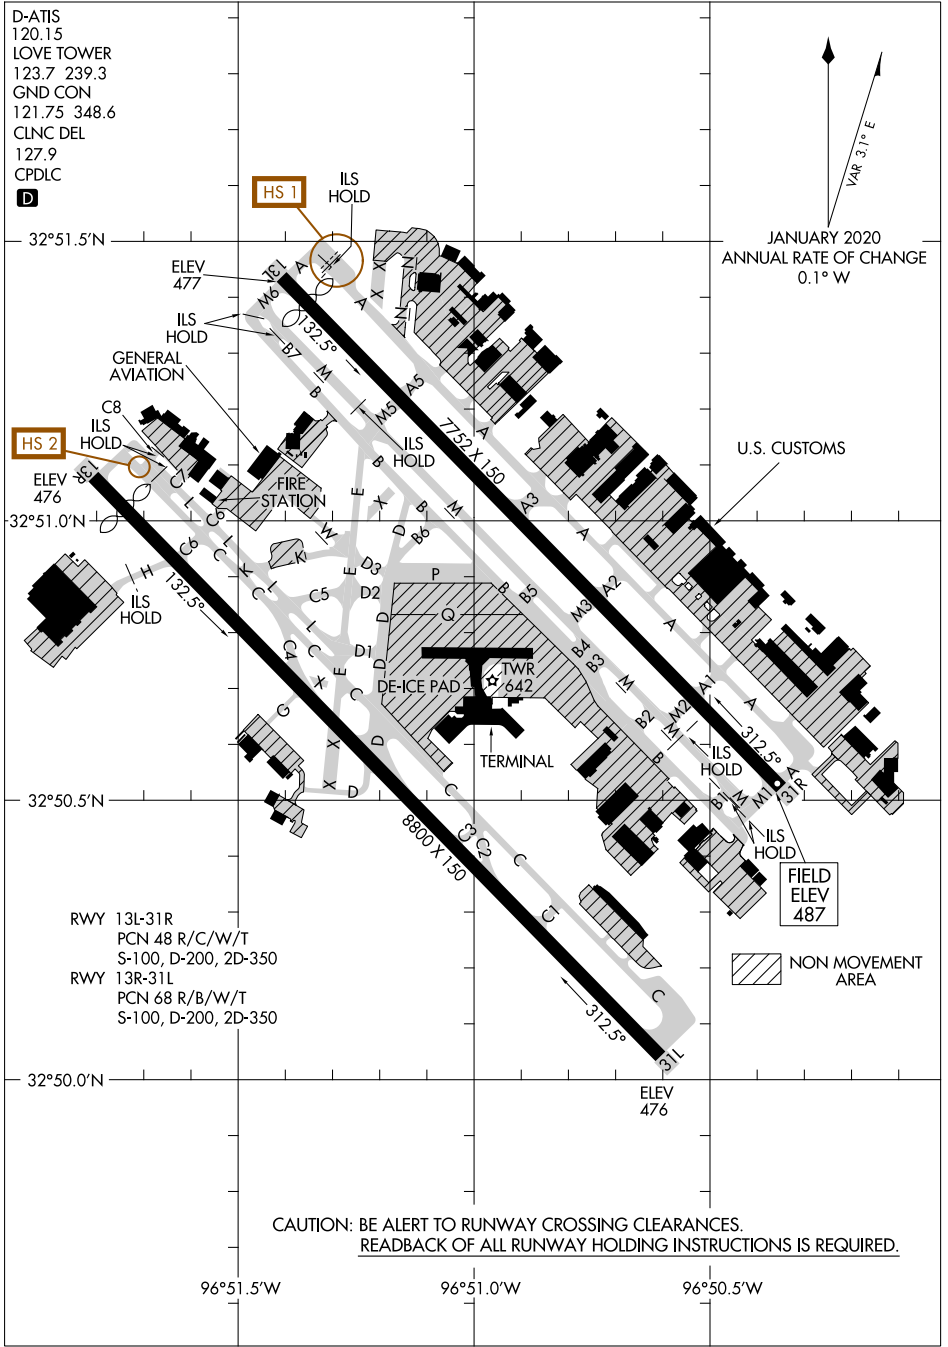 D-ATIS
120.15
LOVE TOWER
123.7 239.3
GND CON
121.75 348.6
CLNC DEL
127.9
CPDLC
D
HS 1
ILS
HOLD
VAR 3.1° E
JANUARY 2020
ANNUAL RATE OF CHANGE
0.1° W
32°51.5'N
ELEV
477
13L
A
M6
ILS
HOLD
132.5°
X
X
N
N
A
GENERAL
AVIATION
B7
M
B
M5
A5
A
7752 X 150
ILS
HOLD
C8
ILS
HOLD
HS 2
ELEV
476
13R
C7
L
C6
FIRE
STATION
U.S. CUSTOMS
32°51.0'N
E
X
B
B
M
D
B6
W
A3
A
C6
C
L
K
K
L
C
H
ILS
HOLD
132.5°
E
D3
D2
C5
P
Q
B
B5
M3
A2
A
D
L
C
C4
D1
D
E
X
C
DE-ICE PAD
TWR
642
B4
B3
M
B2
M2
A1
A
G
X
D
X
D
TERMINAL
M
B
ILS
HOLD
312.5°
A
31R
M1
B1
M
ILS
HOLD
32°50.5'N
C
C3
C2
C
8800 X 150
C1
FIELD
ELEV
487
RWY 13L-31R
PCN 48 R/C/W/T
S-100, D-200, 2D-350
RWY 13R-31L
PCN 68 R/B/W/T
S-100, D-200, 2D-350
NON MOVEMENT
AREA
C
312.5°
31L
32°50.0'N
ELEV
476
CAUTION: BE ALERT TO RUNWAY CROSSING CLEARANCES.
READBACK OF ALL RUNWAY HOLDING INSTRUCTIONS IS REQUIRED.
96°51.5'W
96°51.0'W
96°50.5'W